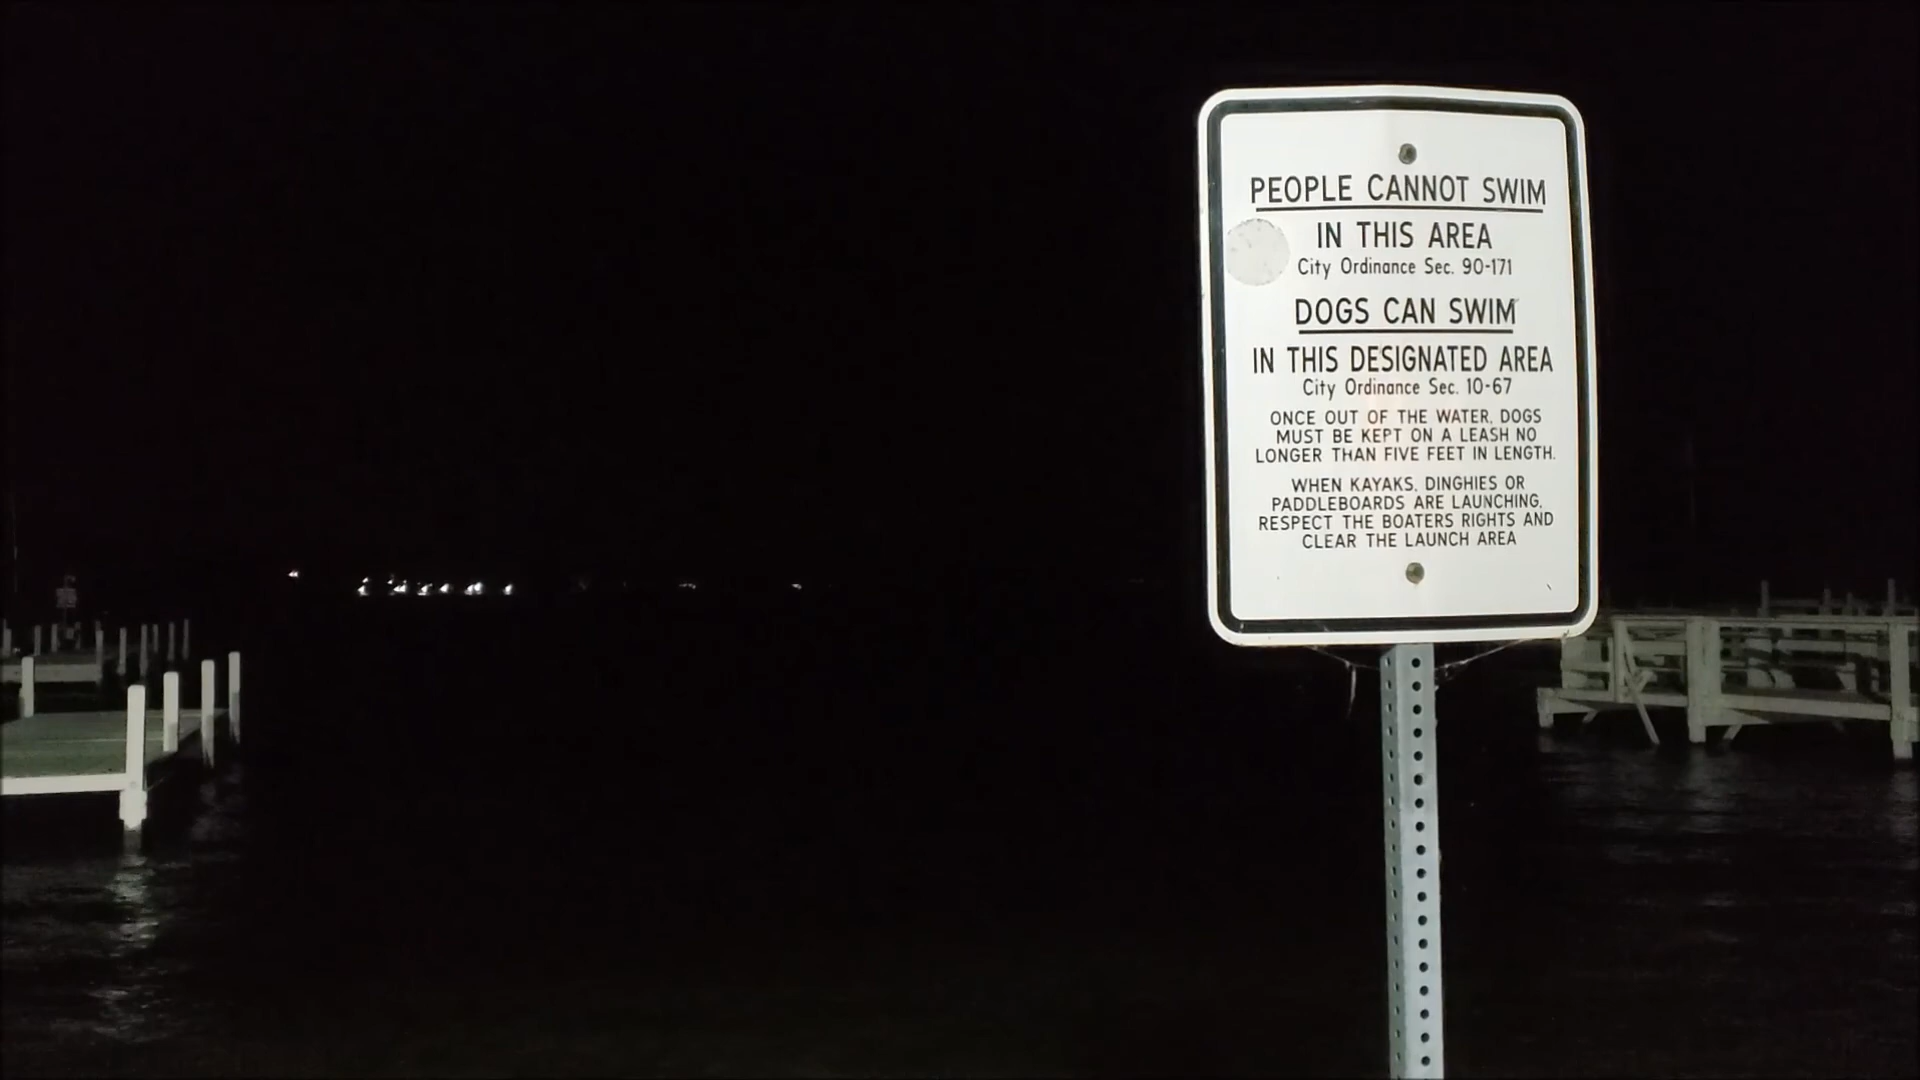 PEOPLE CANNOT SWIM
IN THIS AREA
City Ordinance Sec. 90-171
DOGS CAN SWIM
IN THIS DESIGNATED AREA
City Ordinance Sec. 10-67
ONCE OUT OF THE WATER, DOGS
MUST BE KEPT ON A LEASH NO
LONGER THAN FIVE FEET IN LENGTH.
WHEN KAYAKS, DINGHIES OR
PADDLEBOARDS ARE LAUNCHING,
RESPECT THE BOATERS RIGHTS AND
CLEAR THE LAUNCH AREA